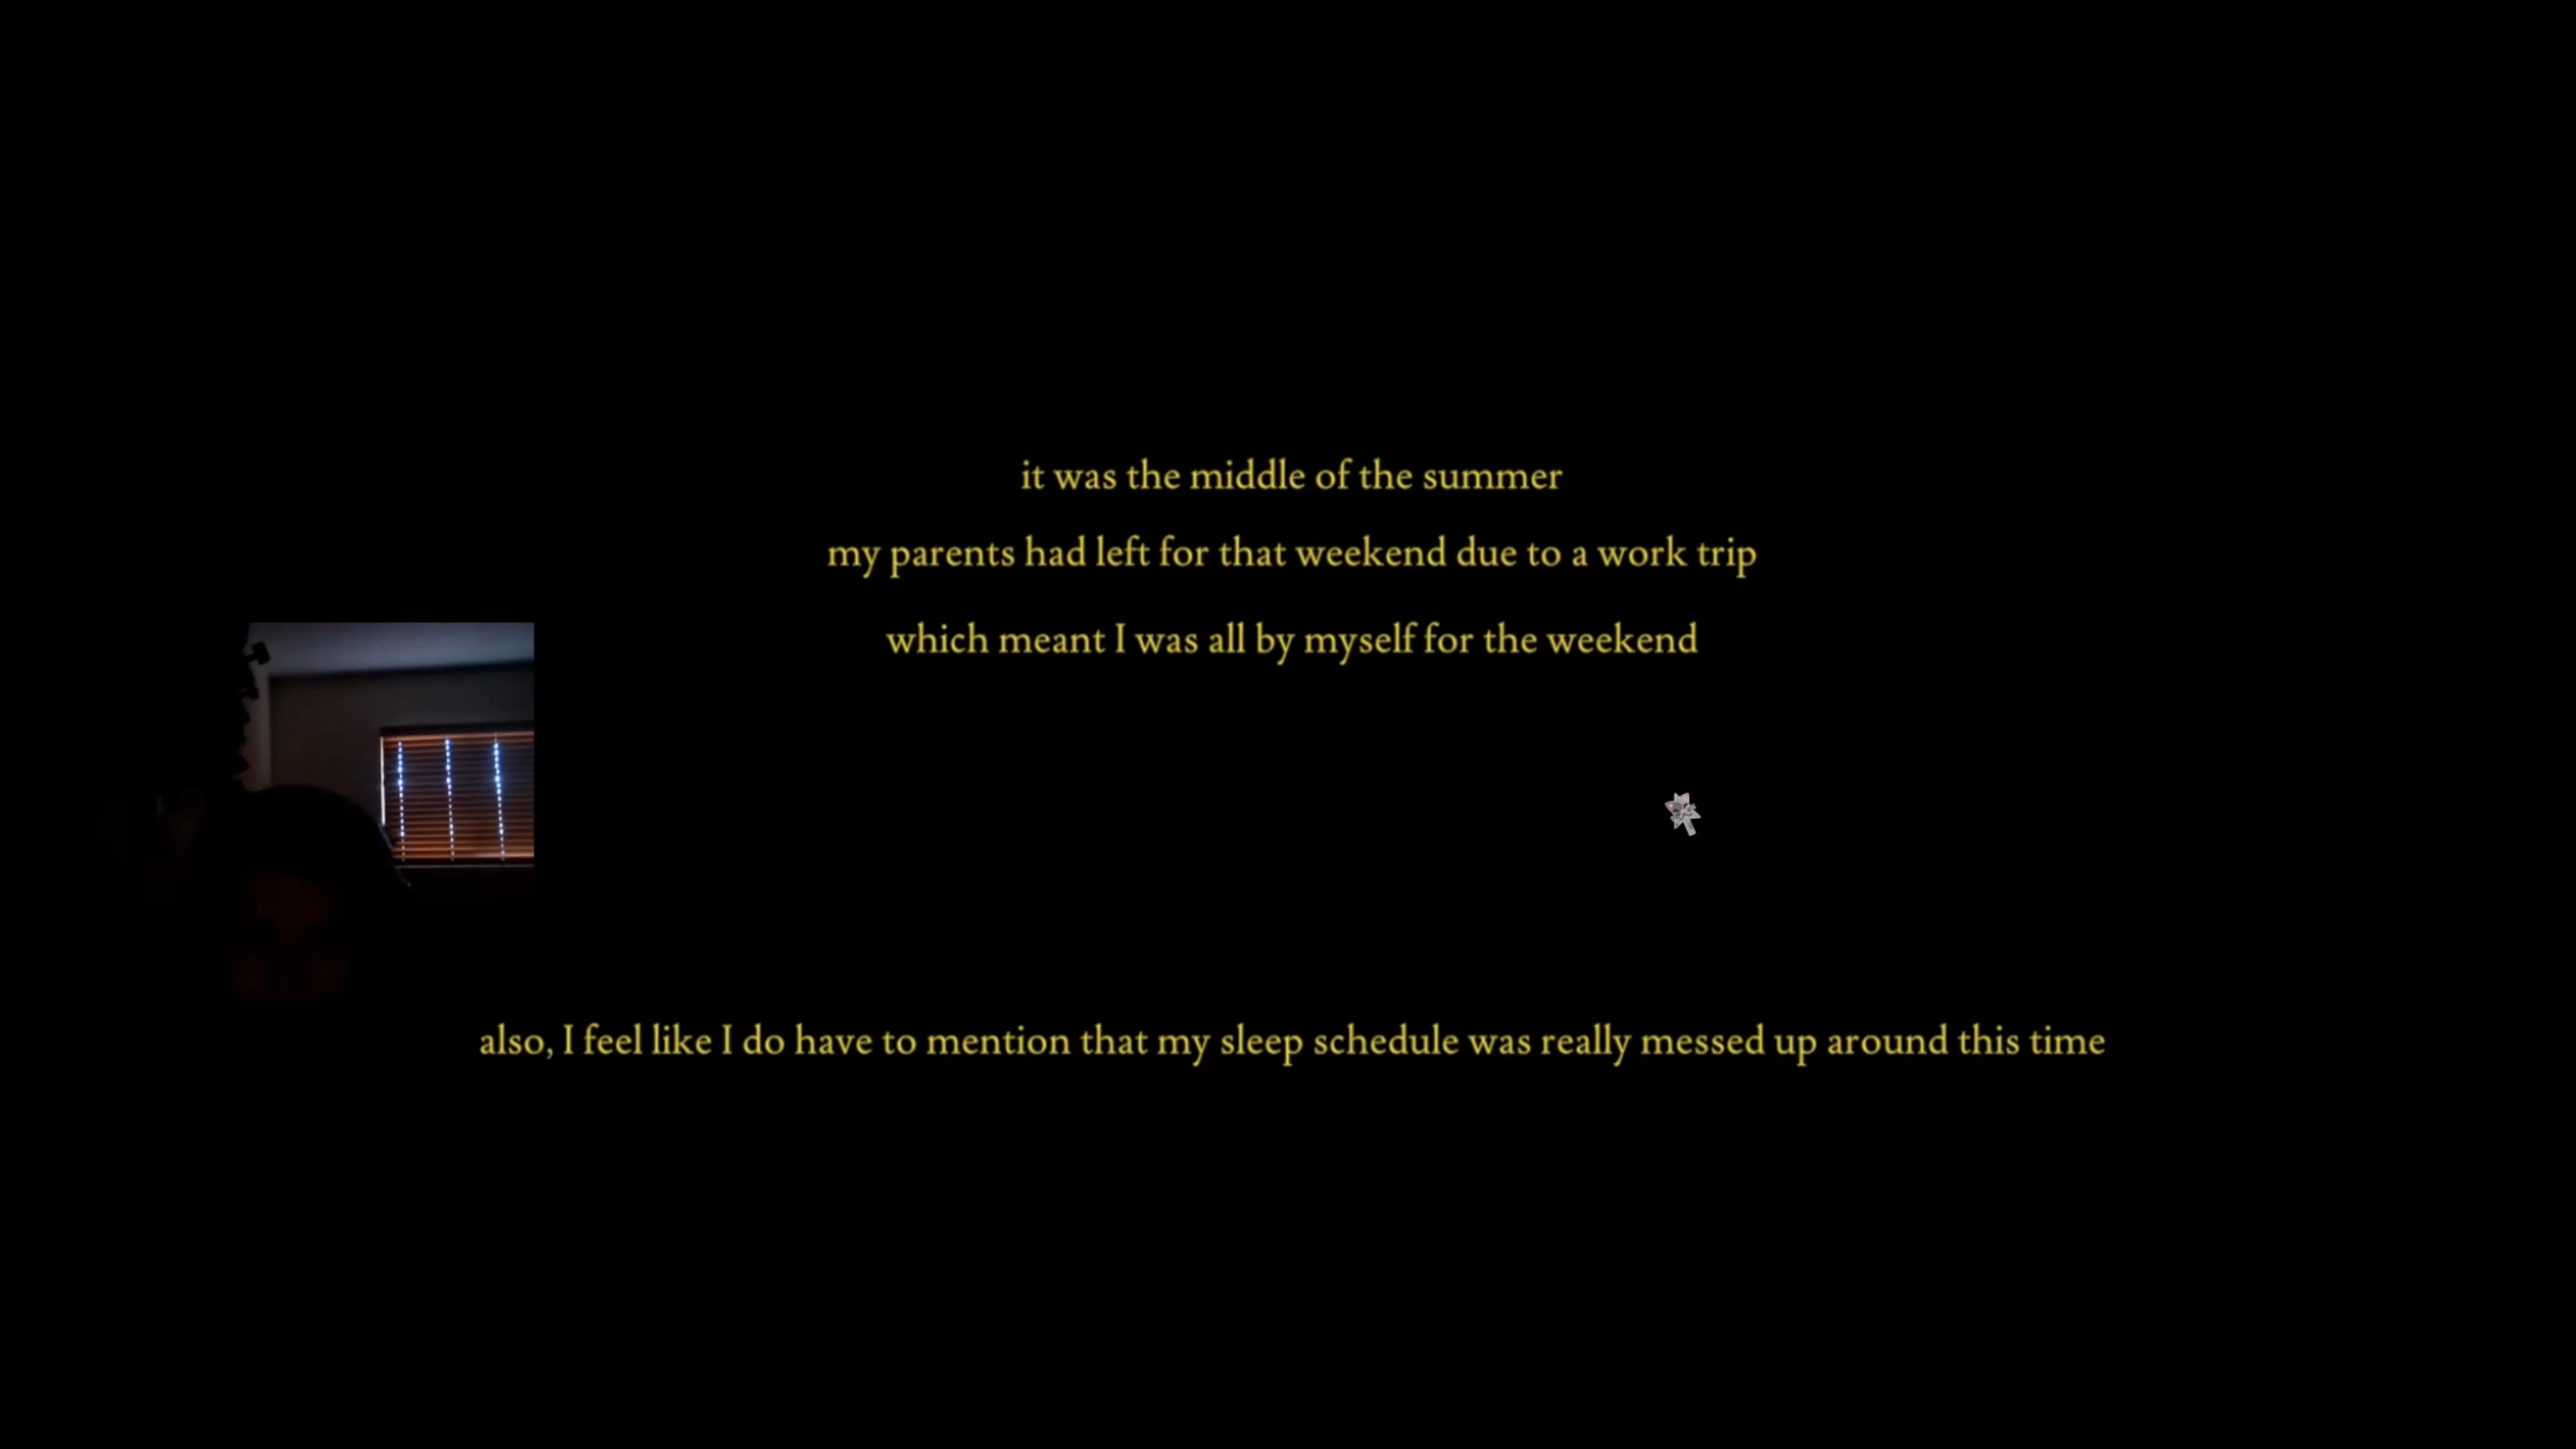 it was the middle of the summer
my parents had left for that weekend due to a work trip
which meant I was all by myself for the weekend
also, I feel like I do have to mention that my sleep schedule was really messed up around this time